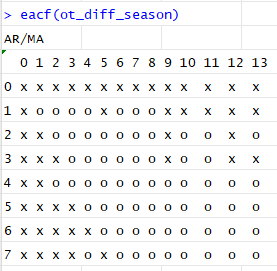 > eacf(ot_diff_season)
AR/MA
0 1 2 3 4 5 6 7 8 9 10 11 12 13
0 x x x x x x x x x x x x x x
1 x o o o o x o o o x o o o o
2 x x o o o o o o o x o o x o
3 x x x o o o o o o x o o x x
4 x o o o o o o o o o o o o o
5 x x x x o o o o o o o o o o
6 x x x x x o o o o o o o o o
7 x x x x o x o o o o o o o o